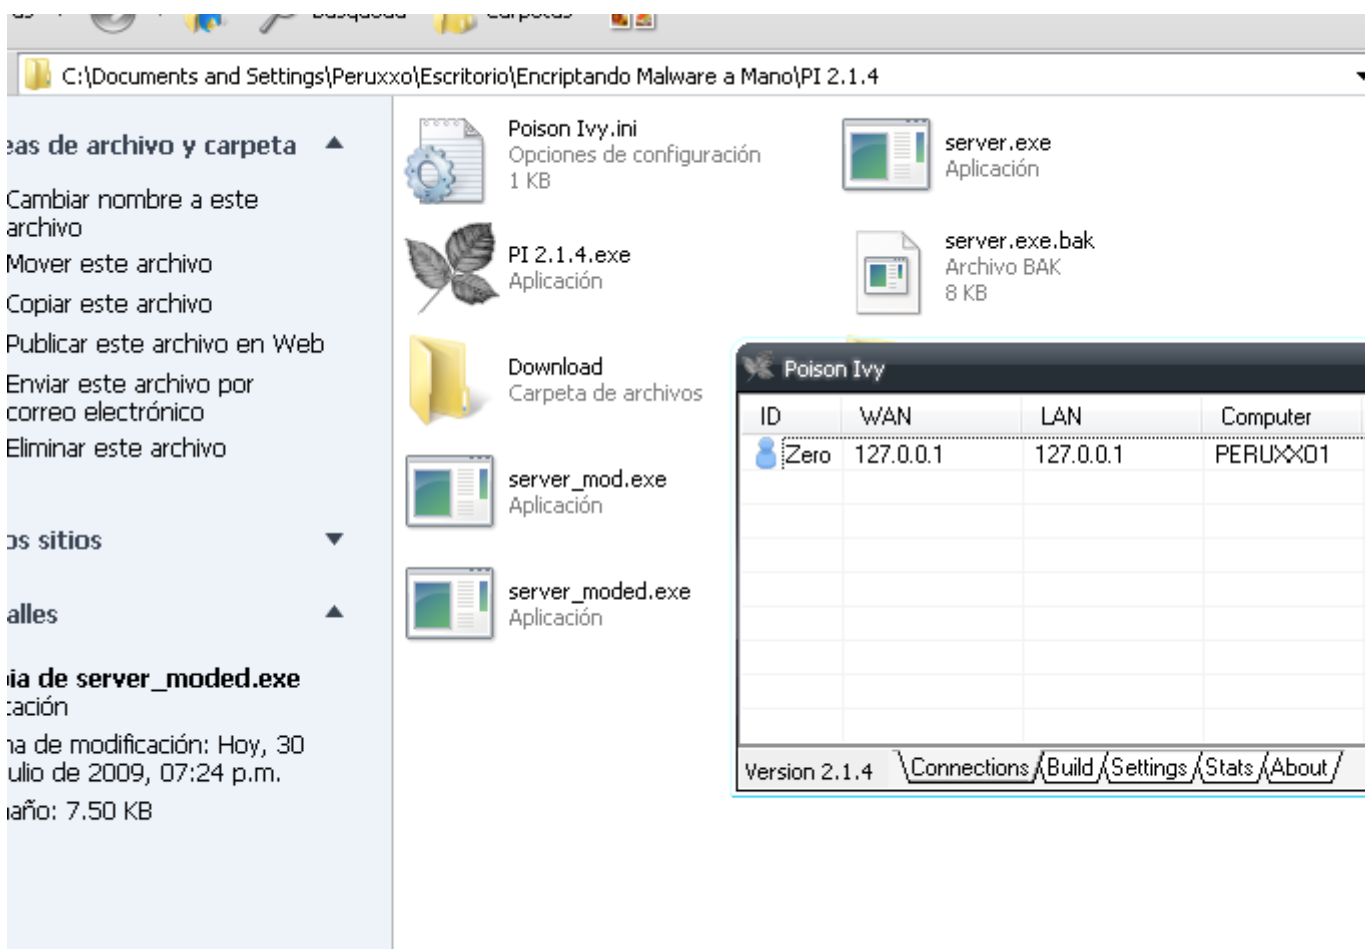 C:\Documents and Settings\Peruxxo\Escritorio\Encriptando Malware a Mano\PI 2.1.4
eas de archivo y carpeta
Cambiar nombre a este
archivo
Mover este archivo
Copiar este archivo
Publicar este archivo en Web
Enviar este archivo por
correo electrónico
Eliminar este archivo
os sitios
alles
ia de server_moded.exe
ación
na de modificación: Hoy, 30
ulio de 2009, 07:24 p.m.
año: 7.50 KB
Poison Ivy.ini
Opciones de configuración
1 KB
PI 2.1.4.exe
Aplicación
Download
Carpeta de archivos
server_mod.exe
Aplicación
server_moded.exe
Aplicación
server.exe
Aplicación
server.exe.bak
Archivo BAK
8 KB
Poison Ivy
ID WAN LAN Computer
Zero 127.0.0.1 127.0.0.1 PERUXX01
Version 2.1.4 Connections Build Settings Stats About